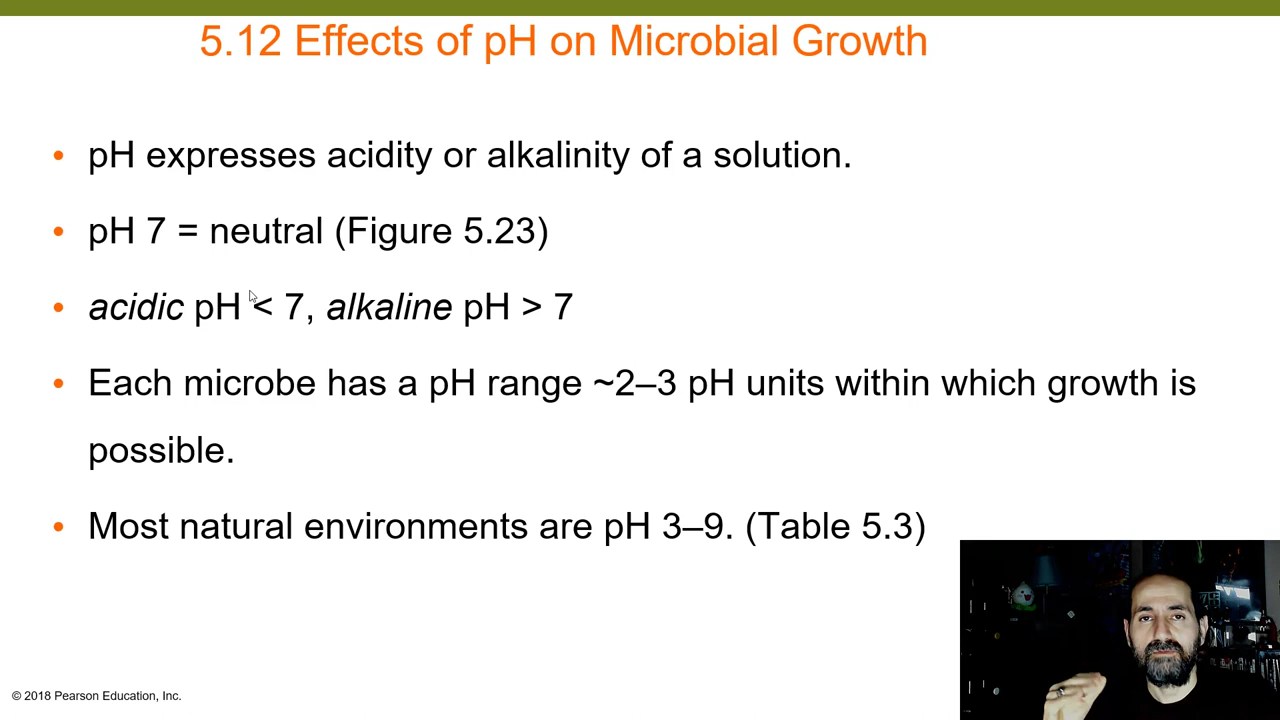 5.12 Effects of pH on Microbial Growth
• pH expresses acidity or alkalinity of a solution.
• pH 7 = neutral (Figure 5.23)
• acidic pH < 7, alkaline pH > 7
• Each microbe has a pH range ~2–3 pH units within which growth is
possible.
• Most natural environments are pH 3–9. (Table 5.3)
© 2018 Pearson Education, Inc.